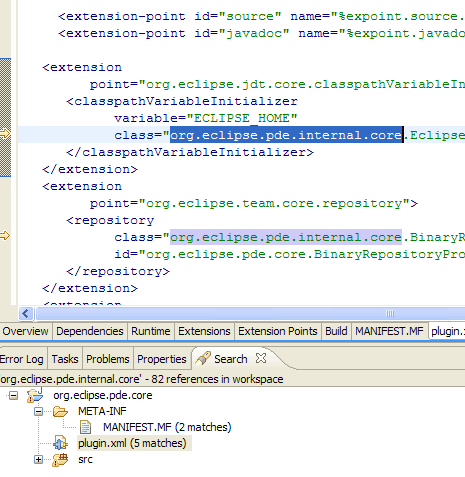 <extension-point id="source" name="%expoint.source.
<extension-point id="javadoc" name="%expoint.javadoc
<extension
point="org.eclipse.jdt.core.classpathVariableIn
<classpathVariableInitializer
variable="ECLIPSE_HOME"
class="org.eclipse.pde.internal.core.Eclipse
</classpathVariableInitializer>
</extension>
<extension
point="org.eclipse.team.core.repository">
<repository
class="org.eclipse.pde.internal.core.BinaryR
id="org.eclipse.pde.core.BinaryRepositoryPro
</repository>
</extension>
<extension
Overview Dependencies Runtime Extensions Extension Points Build MANIFEST.MF plugin.x
Error Log Tasks Problems Properties Search
'org.eclipse.pde.internal.core' - 82 references in workspace
org.eclipse.pde.core
META-INF
MANIFEST.MF (2 matches)
plugin.xml (5 matches)
src